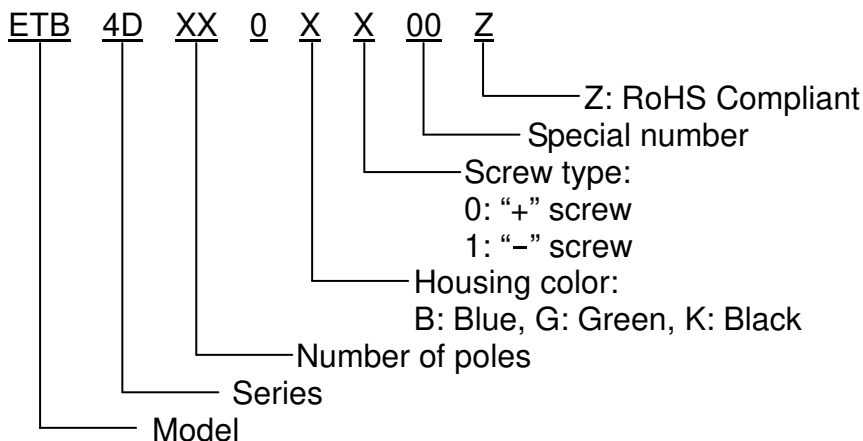 ETB 4D XX 0 X X 00 Z
Z: RoHS Compliant
Special number
Screw type:
0: “+” screw
1: “−” screw
Housing color:
B: Blue, G: Green, K: Black
Number of poles
Series
Model